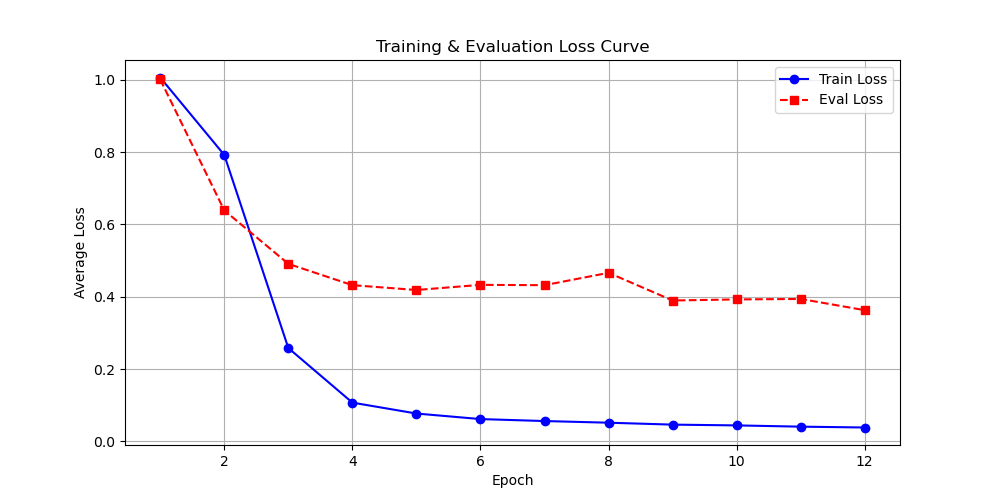 Training & Evaluation Loss Curve
Train Loss
Eval Loss
Average Loss
1.0
0.8
0.6
0.4
0.2
0.0
2 4 6 8 10 12
Epoch